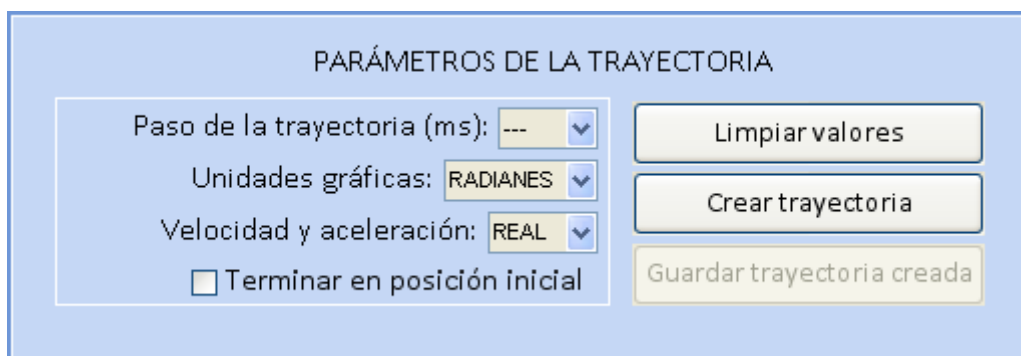 PARÁMETROS DE LA TRAYECTORIA
Paso de la trayectoria (ms): ---
Unidades gráficas: RADIANES
Velocidad y aceleración: REAL
Terminar en posición inicial
Limpiar valores
Crear trayectoria
Guardar trayectoria creada